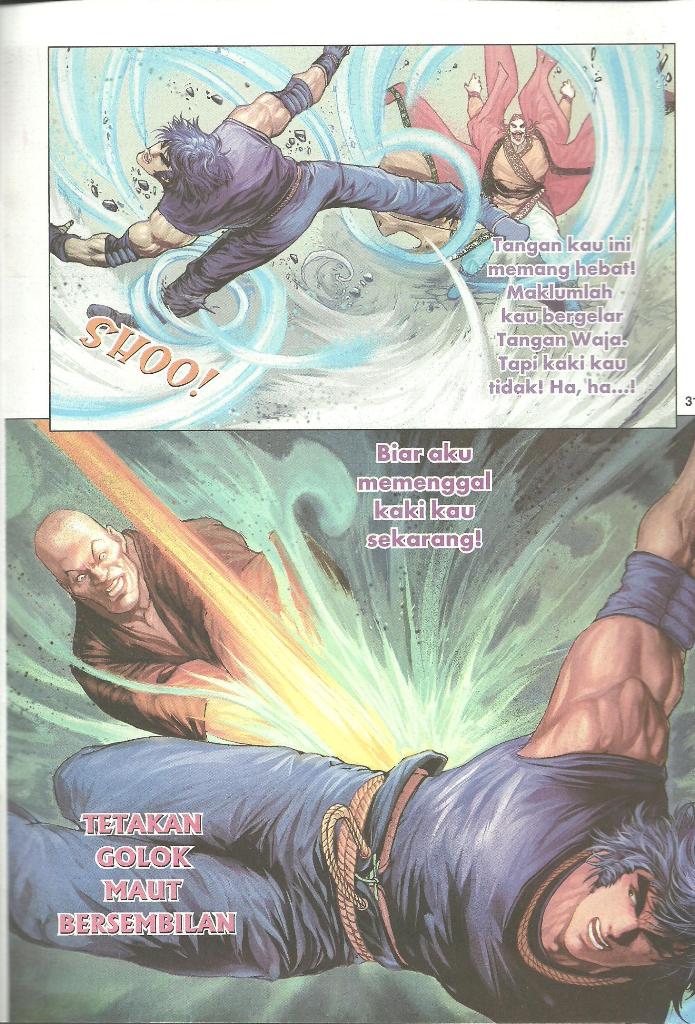 Tangan kau ini
memang hebat!
Maklumlah
kau bergelar
Tangan Waja.
Tapi kaki kau
tidak! Ha, ha...!
SHOO!
Biar aku
memenggal
kaki kau
sekarang!
TETAKAN
GOLOK
MAUT
BERSEMBILAN